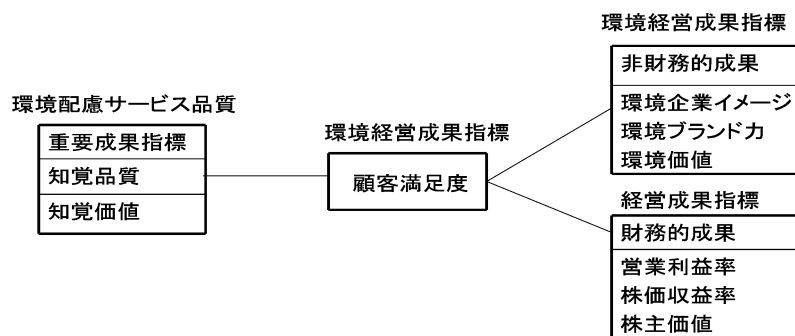 環境配慮サービス品質
重要成果指標
知覚品質
知覚価値
環境経営成果指標
顧客満足度
環境経営成果指標
非財務的成果
環境企業イメージ
環境ブランド力
環境価値
経営成果指標
財務的成果
営業利益率
株価収益率
株主価値